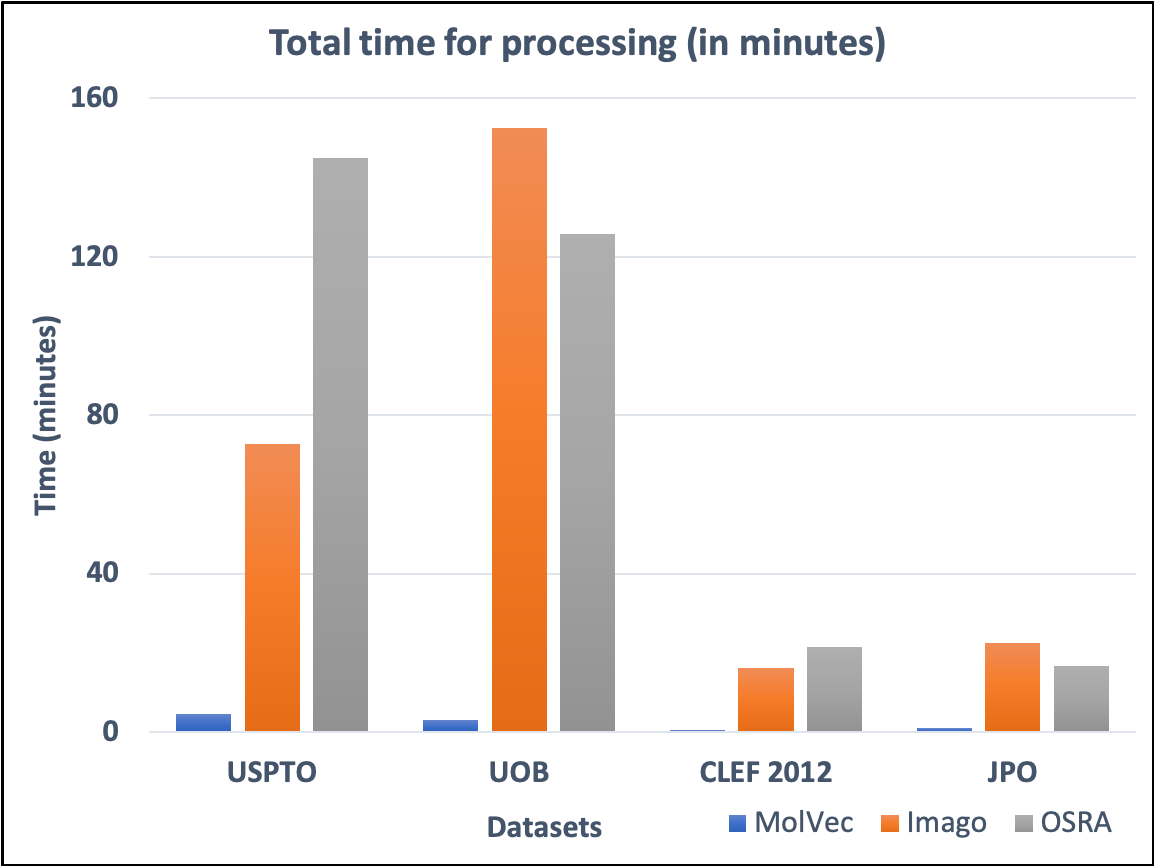 Total time for processing (in minutes)
160
120
80
40
0
Time (minutes)
USPTO UOB CLEF 2012 JPO
Datasets
MolVec Imago OSRA